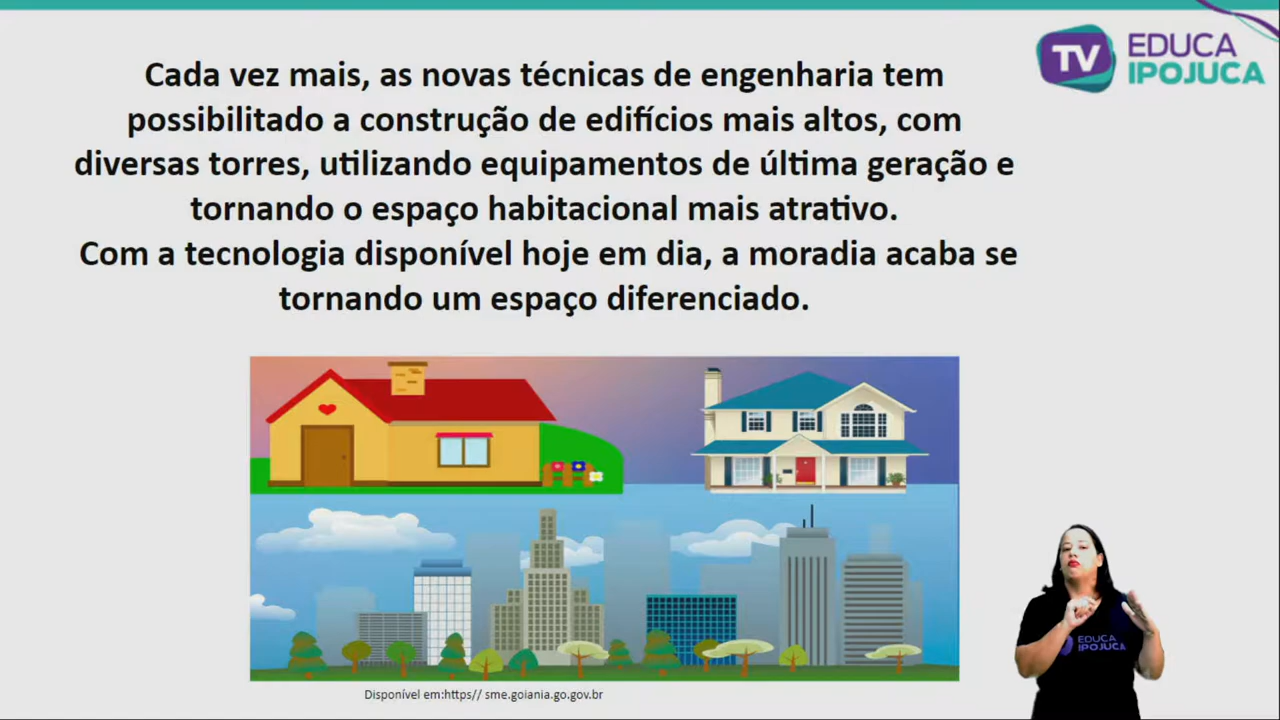 TV EDUCA
IPOJUCA
Cada vez mais, as novas técnicas de engenharia tem
possibilitado a construção de edifícios mais altos, com
diversas torres, utilizando equipamentos de última geração e
tornando o espaço habitacional mais atrativo.
Com a tecnologia disponível hoje em dia, a moradia acaba se
tornando um espaço diferenciado.
EDUCA
IPOJUCA
Disponível em:https// sme.goiania.go.gov.br